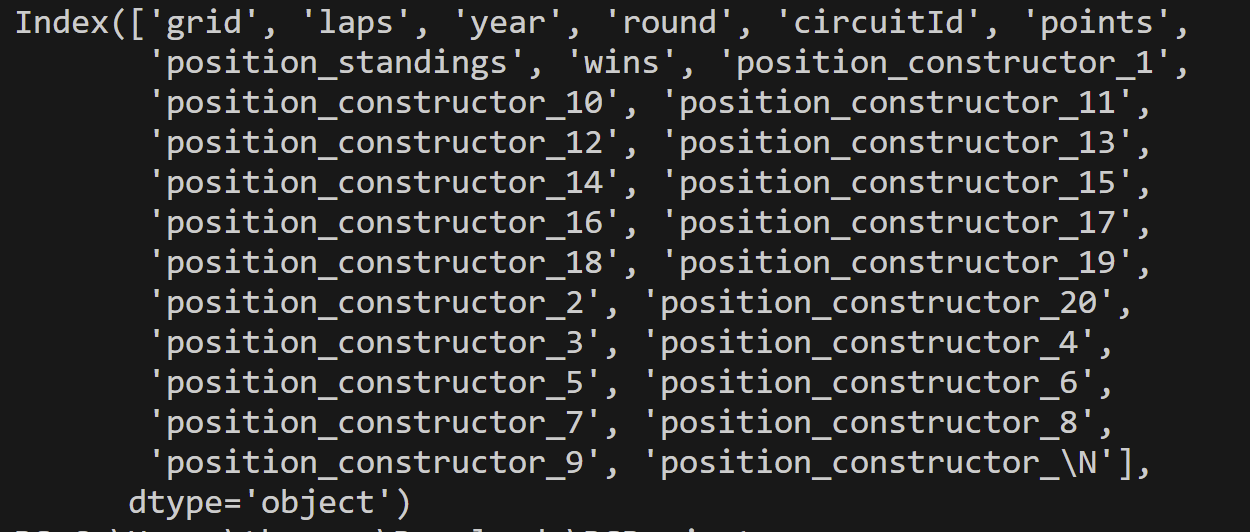 Index(['grid', 'laps', 'year', 'round', 'circuitId', 'points',
'position_standings', 'wins', 'position_constructor_1',
'position_constructor_10', 'position_constructor_11',
'position_constructor_12', 'position_constructor_13',
'position_constructor_14', 'position_constructor_15',
'position_constructor_16', 'position_constructor_17',
'position_constructor_18', 'position_constructor_19',
'position_constructor_2', 'position_constructor_20',
'position_constructor_3', 'position_constructor_4',
'position_constructor_5', 'position_constructor_6',
'position_constructor_7', 'position_constructor_8',
'position_constructor_9', 'position_constructor_\N'],
dtype='object')